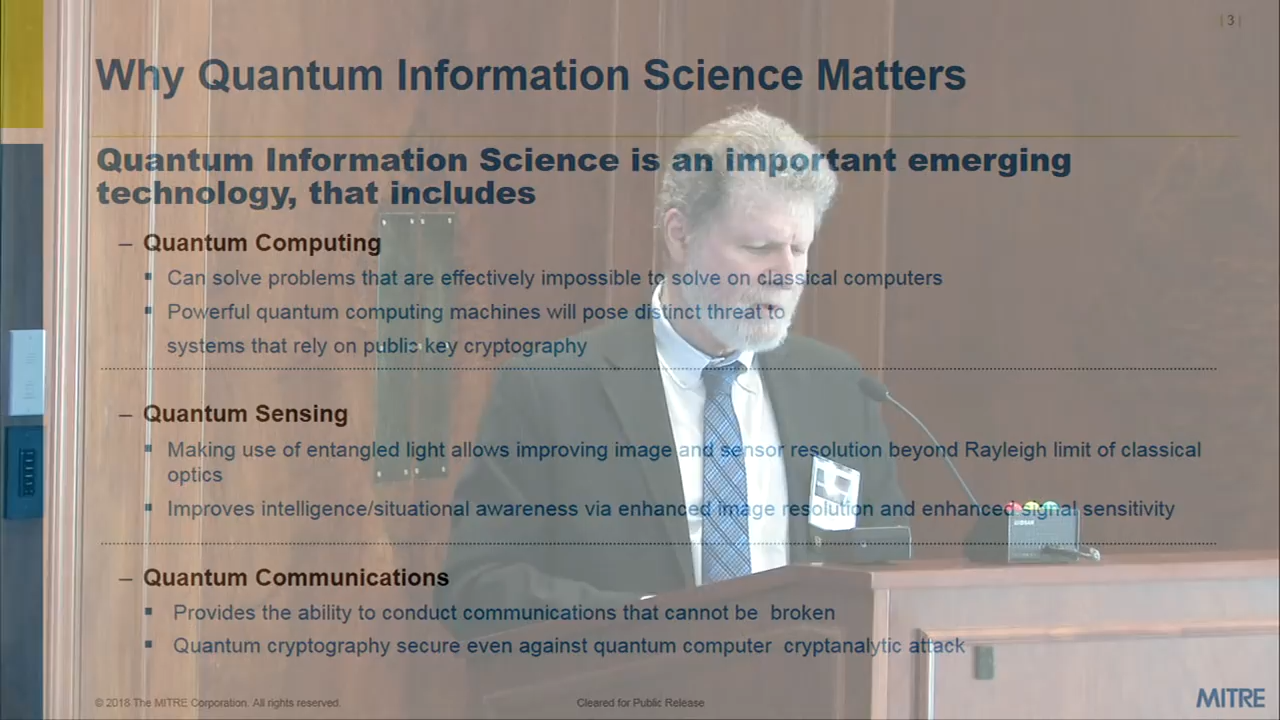 | 3 |
Why Quantum Information Science Matters
Quantum Information Science is an important emerging
technology, that includes
– Quantum Computing
▪ Can solve problems that are effectively impossible to solve on classical computers
▪ Powerful quantum computing machines will pose distinct threat to
systems that rely on public key cryptography
– Quantum Sensing
▪ Making use of entangled light allows improving image and sensor resolution beyond Rayleigh limit of classical
optics
▪ Improves intelligence/situational awareness via enhanced image resolution and enhanced signal sensitivity
– Quantum Communications
▪ Provides the ability to conduct communications that cannot be broken
▪ Quantum cryptography secure even against quantum computer cryptanalytic attack
© 2018 The MITRE Corporation. All rights reserved.
Cleared for Public Release
MITRE